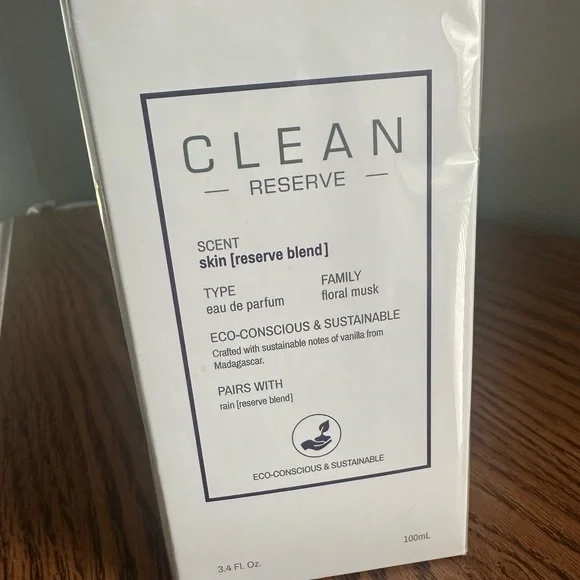 CLEAN
— RESERVE —
SCENT
skin [reserve blend]
TYPE
eau de parfum
FAMILY
floral musk
ECO-CONSCIOUS & SUSTAINABLE
Crafted with sustainable notes of vanilla from
Madagascar.
PAIRS WITH
rain [reserve blend]
ECO-CONSCIOUS & SUSTAINABLE
3.4 Fl. Oz.
100mL